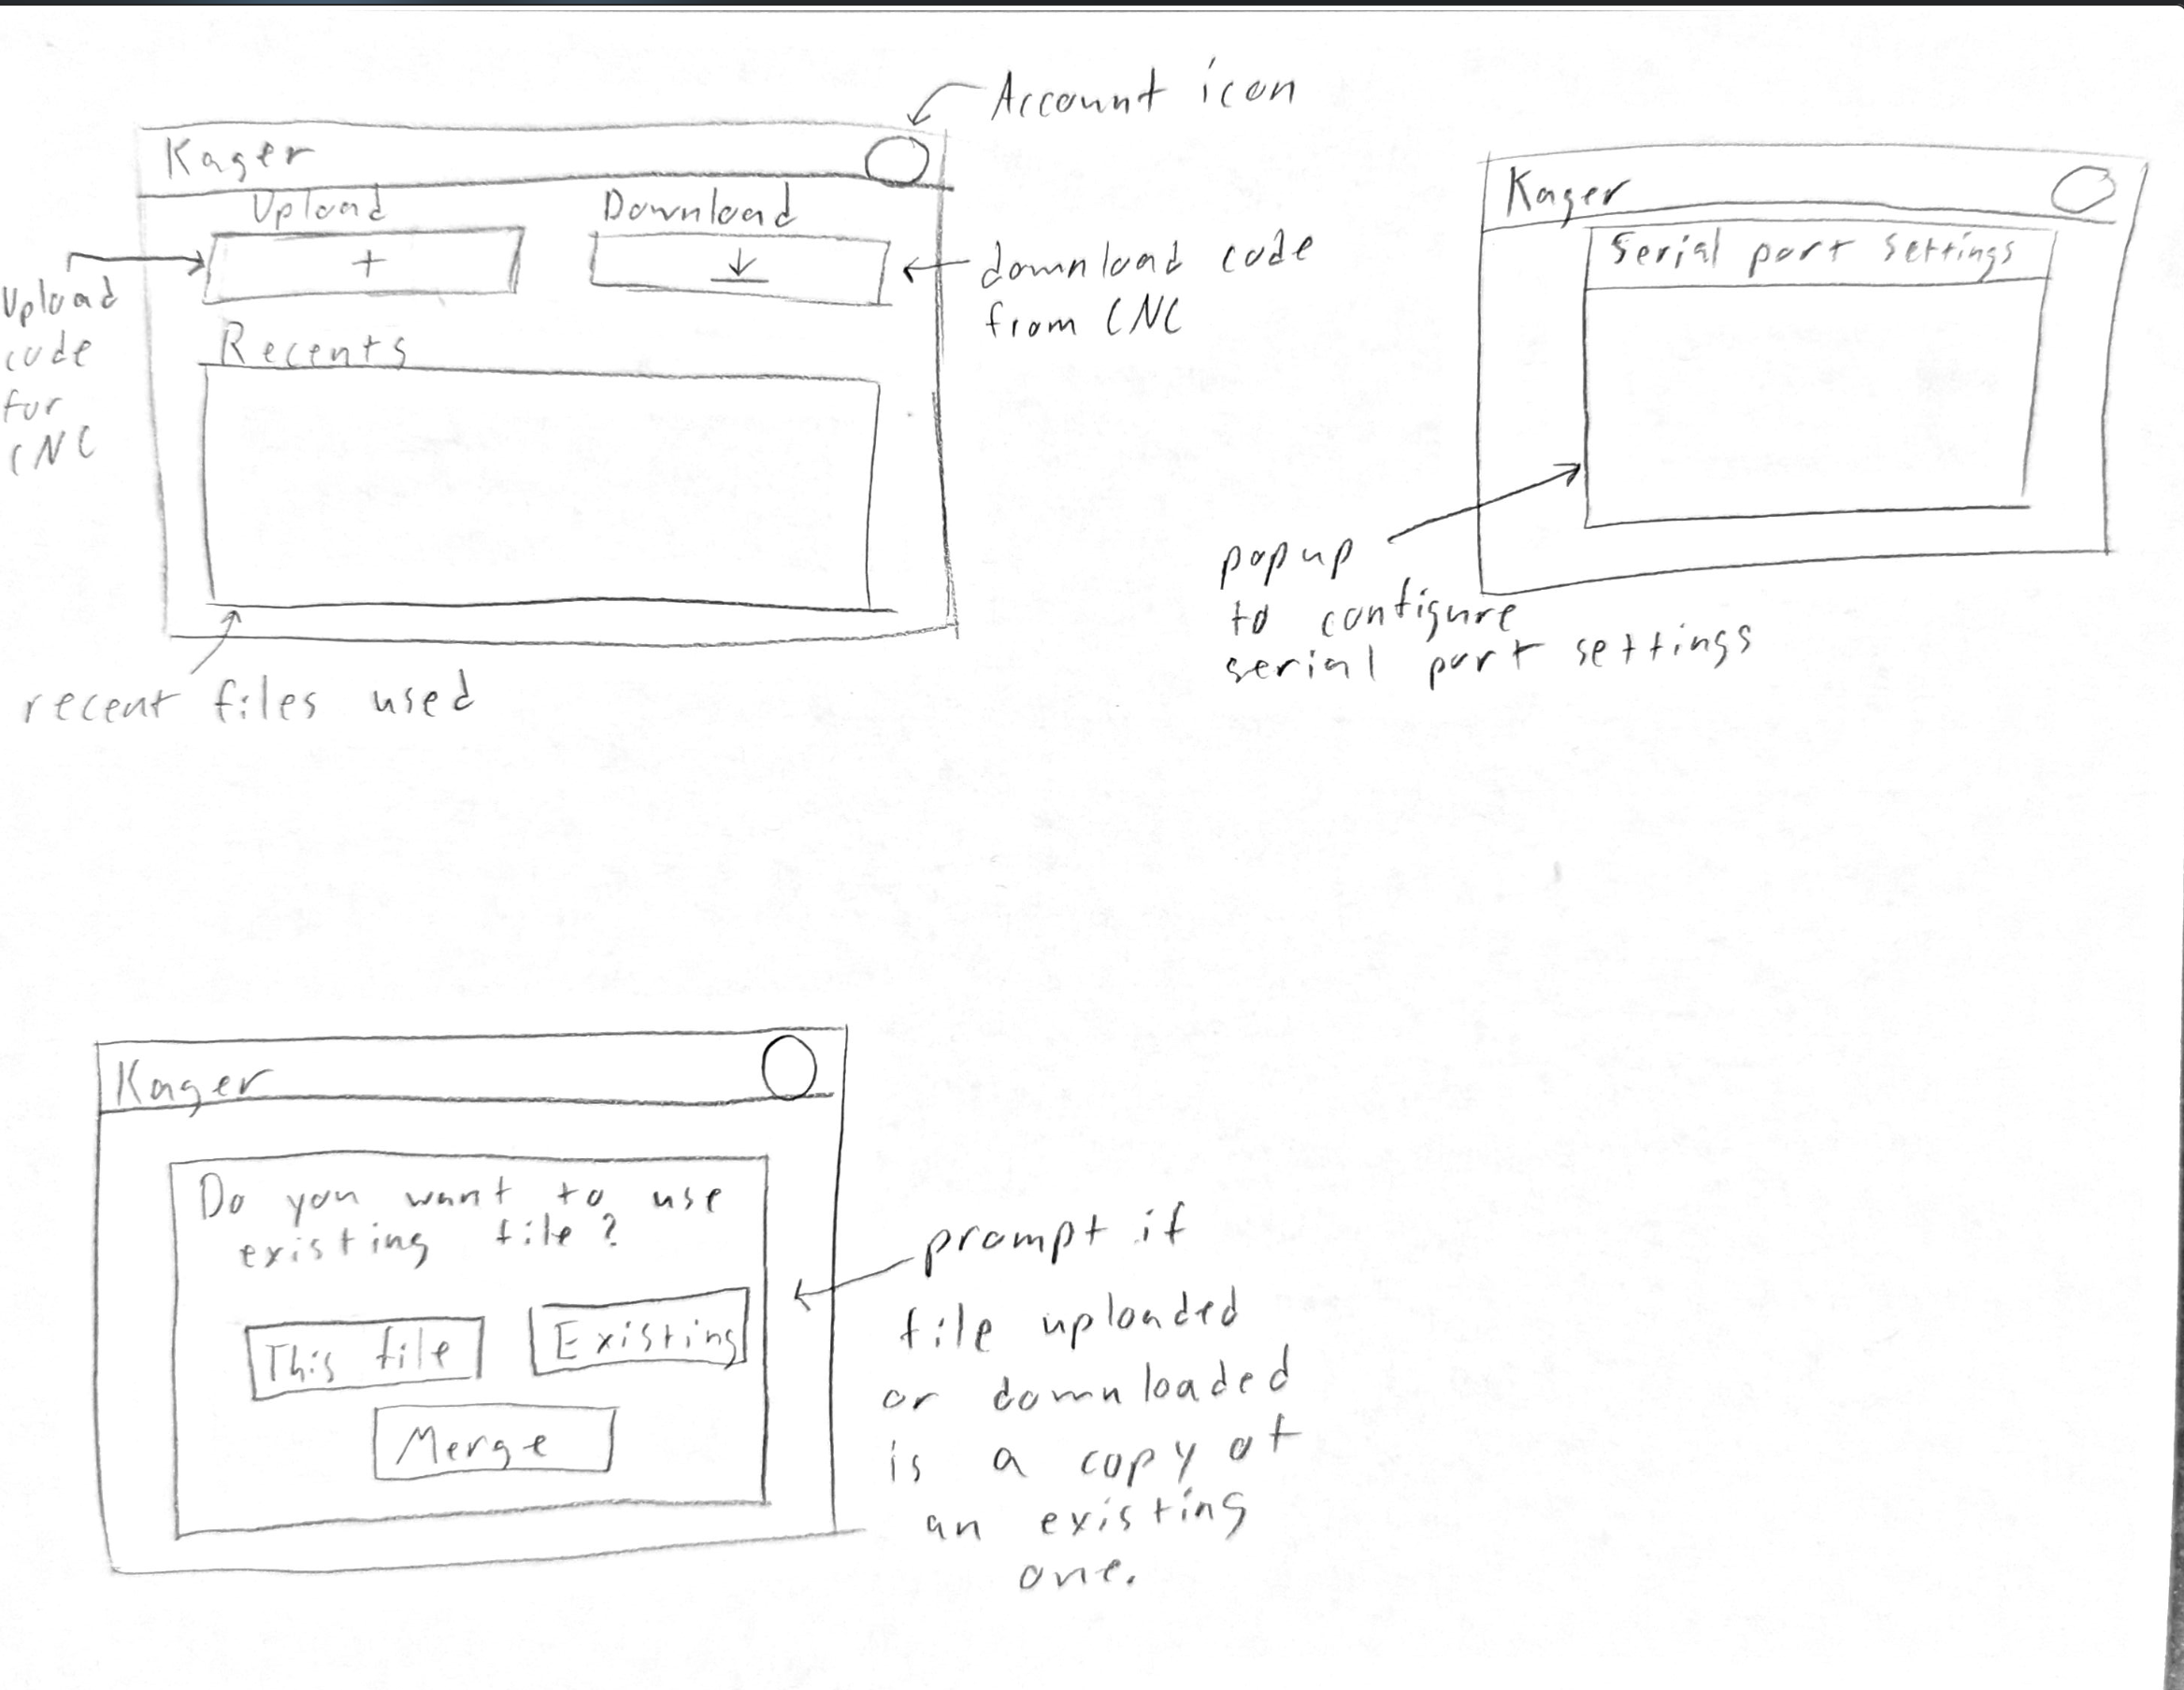 Account icon
Kager
Upload
Download
+
Upload
code
for
CNC
download code
from CNC
Recents
recent files used
Kager
Serial port settings
popup
to configure
serial port settings
Kager
Do you want to use
existing file?
This file
Existing
Merge
prompt if
file uploaded
or downloaded
is a copy of
an existing
one.